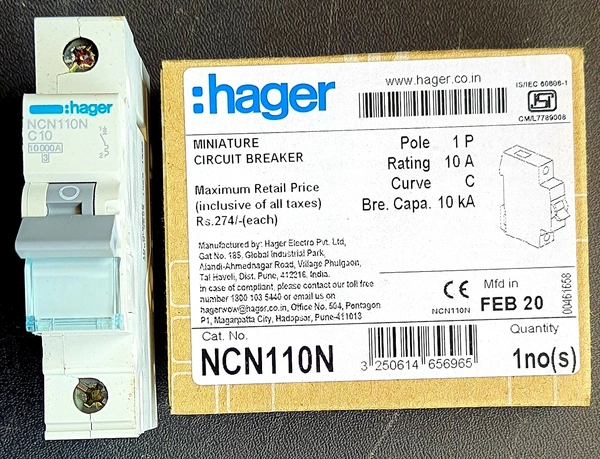 :hager
NCN110N
C10
10000A
3
1
2
:hager
www.hager.co.in
IS/IEC 60898-1
CM/L7789008
MINIATURE
CIRCUIT BREAKER
Pole 1 P
Rating 10 A
Curve C
Bre. Capa. 10 kA
Maximum Retail Price
(inclusive of all taxes)
Rs.274/-(each)
Manufactured by: Hager Electro Pvt. Ltd,
Gat No. 185, Global Industrial Park,
Alandi-Ahmednagar Road, Village Phulgaon,
Tal Haveli, Dist. Pune, 412216, India.
In case of compliant, please contact our toll free
number 1800 103 5440 or email us on
hagervwow@hager.co.in, Office No. 504, Pentagon
P1, Magarpatta City, Hadapsar, Pune-411013
CE
NCN110N
Mfd in
FEB 20
00461658
Cat. No.
NCN110N
3 250614 656965
Quantity
1no(s)